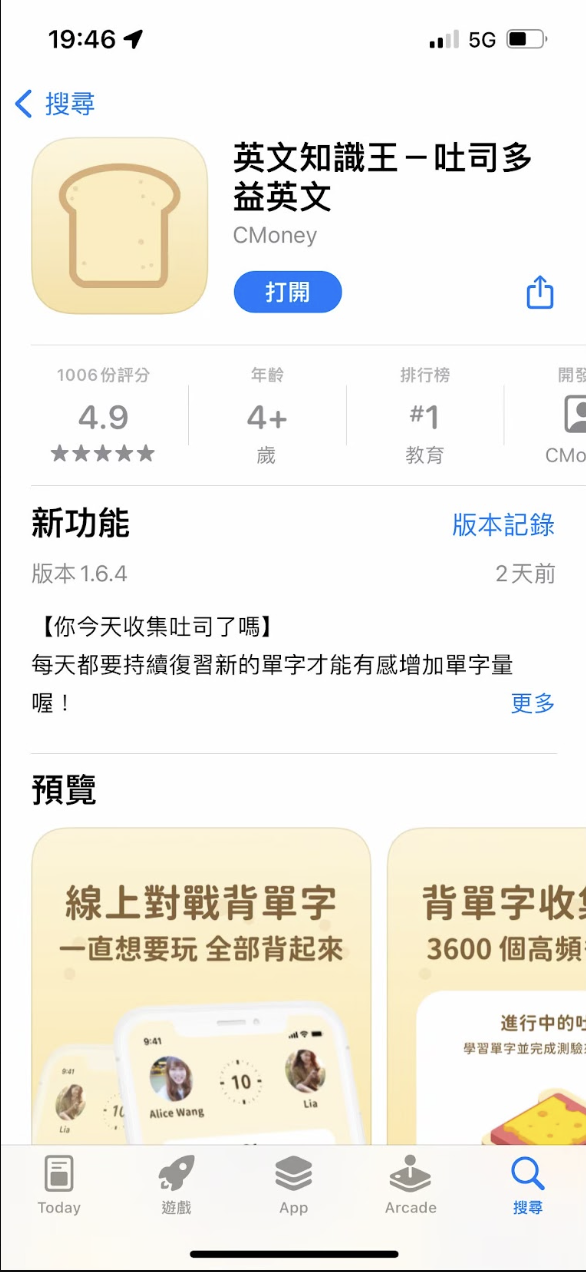 19:46
5G
搜尋
英文知識王－吐司多
益英文
CMoney
打開
1006份評分
年齡
排行榜
4.9
4+
#1
★★★★★
歲
教育
新功能
版本記錄
版本 1.6.4
2 天前
【你今天收集吐司了嗎】
每天都要持續復習新的單字才能有感增加單字量
喔！
更多
預覽
線上對戰背單字
一直想要玩 全部背起來
9:41
10
Alice Wang
Lia
9:41
Lia
背單字收
3600 個高頻
進行中的
學習單字並完成測驗
Today
遊戲
App
Arcade
搜尋